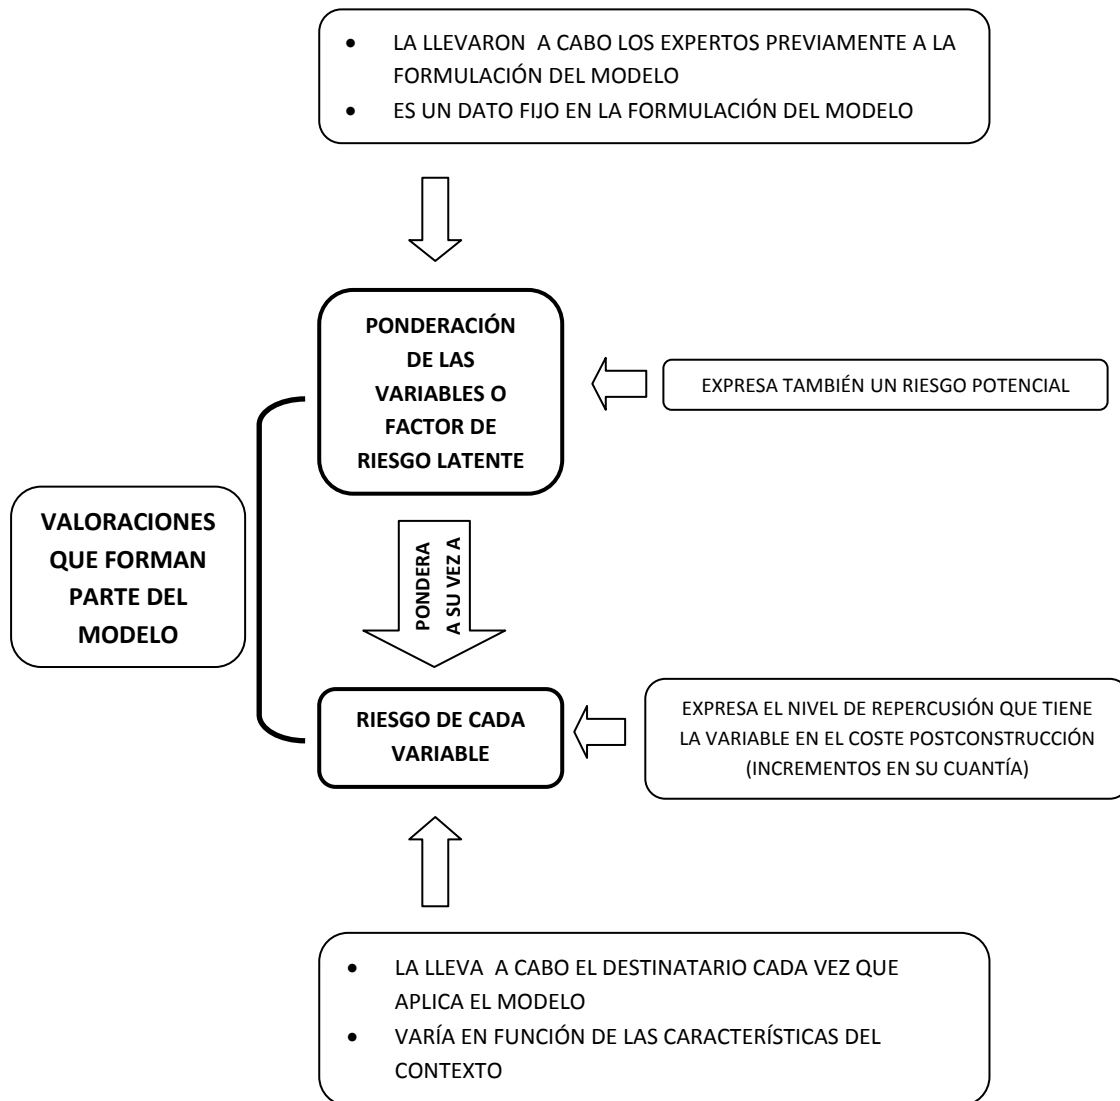 • LA LLEVARON A CABO LOS EXPERTOS PREVIAMENTE A LA
FORMULACIÓN DEL MODELO
• ES UN DATO FIJO EN LA FORMULACIÓN DEL MODELO
PONDERACIÓN
DE LAS
VARIABLES O
FACTOR DE
RIESGO LATENTE
EXPRESA TAMBIÉN UN RIESGO POTENCIAL
VALORACIONES
QUE FORMAN
PARTE DEL
MODELO
PONDERA
A SU VEZ A
RIESGO DE CADA
VARIABLE
EXPRESA EL NIVEL DE REPERCUSIÓN QUE TIENE
LA VARIABLE EN EL COSTE POSTCONSTRUCCIÓN
(INCREMENTOS EN SU CUANTÍA)
• LA LLEVA A CABO EL DESTINATARIO CADA VEZ QUE
APLICA EL MODELO
• VARÍA EN FUNCIÓN DE LAS CARACTERÍSTICAS DEL
CONTEXTO